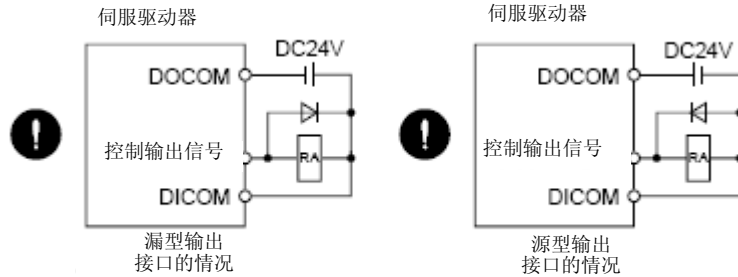 伺服驱动器
DC24V
DOCOM
控制输出信号
RA
DICOM
漏型输出
接口的情况
伺服驱动器
DC24V
DOCOM
控制输出信号
RA
DICOM
源型输出
接口的情况